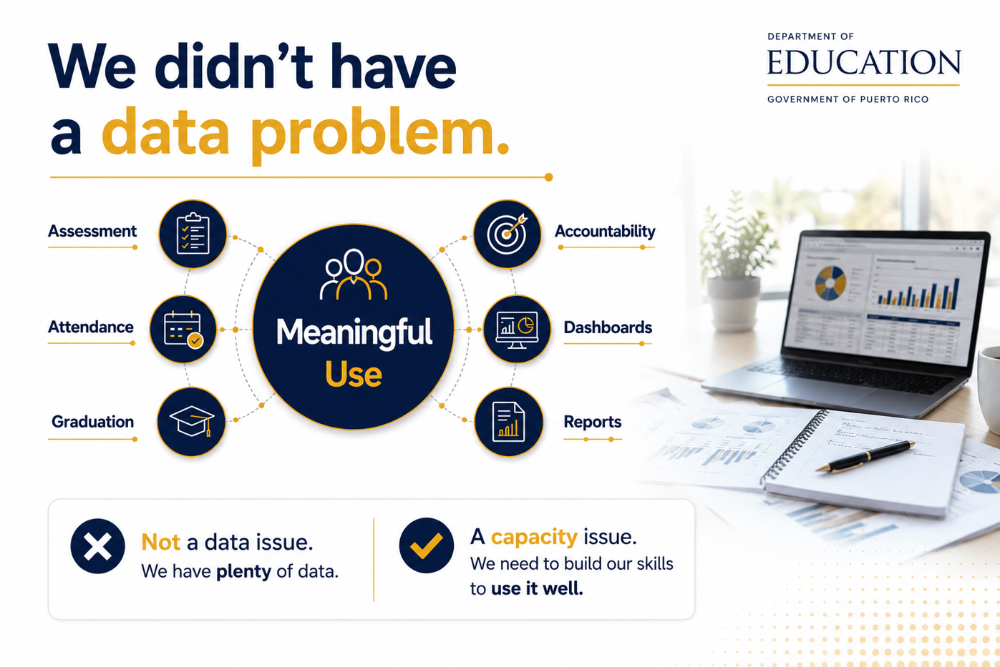 We didn't have
a data problem.
DEPARTMENT OF
EDUCATION
GOVERNMENT OF PUERTO RICO
Assessment
Attendance
Graduation
Meaningful
Use
Accountability
Dashboards
Reports
Not a data issue.
We have plenty of data.
A capacity issue.
We need to build our skills
to use it well.